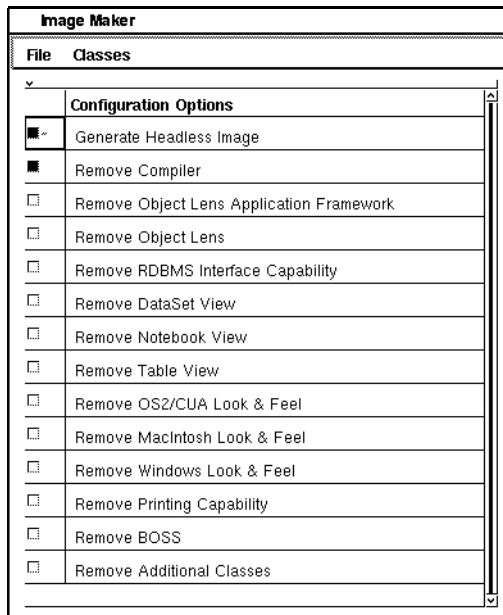 Image Maker
File Classes
Configuration Options
Generate Headless Image
Remove Compiler
Remove Object Lens Application Framework
Remove Object Lens
Remove RDBMS Interface Capability
Remove DataSet View
Remove Notebook View
Remove Table View
Remove OS2/CUA Look & Feel
Remove MacIntosh Look & Feel
Remove Windows Look & Feel
Remove Printing Capability
Remove BOSS
Remove Additional Classes